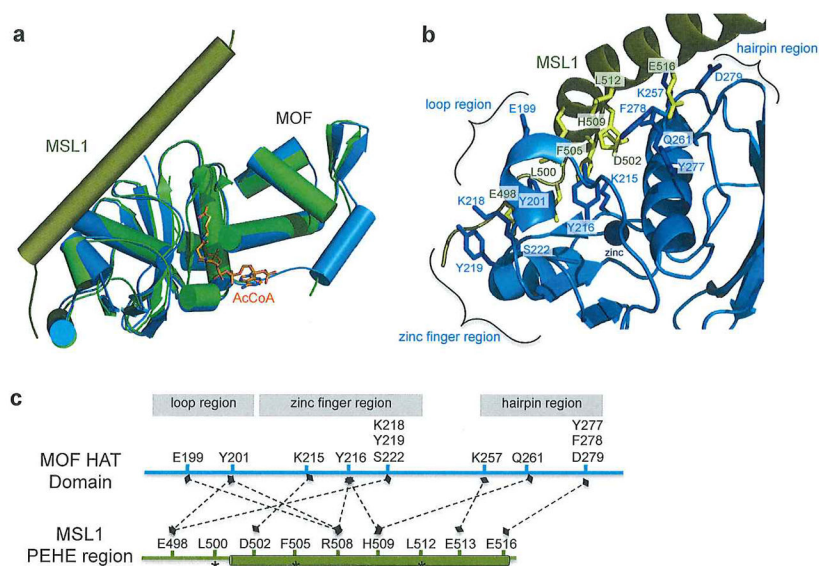 a
MSL1
MOF
AcCoA
b
MSL1
hairpin region
loop region
E516
L512
D279
K257
F278
E199
H509
Q261
F505
D502
Y277
L500
K215
E498
K218
Y201
Y216
zinc
S222
Y219
zinc finger region
c
loop region
zinc finger region
hairpin region
K218
Y277
Y219
F278
MOF HAT
Domain
E199 Y201 K215 Y216 S222 K257 Q261 D279
MSL1
PEHE region
E498 L500 D502 F505 R508 H509 L512 E513 E516
* * *